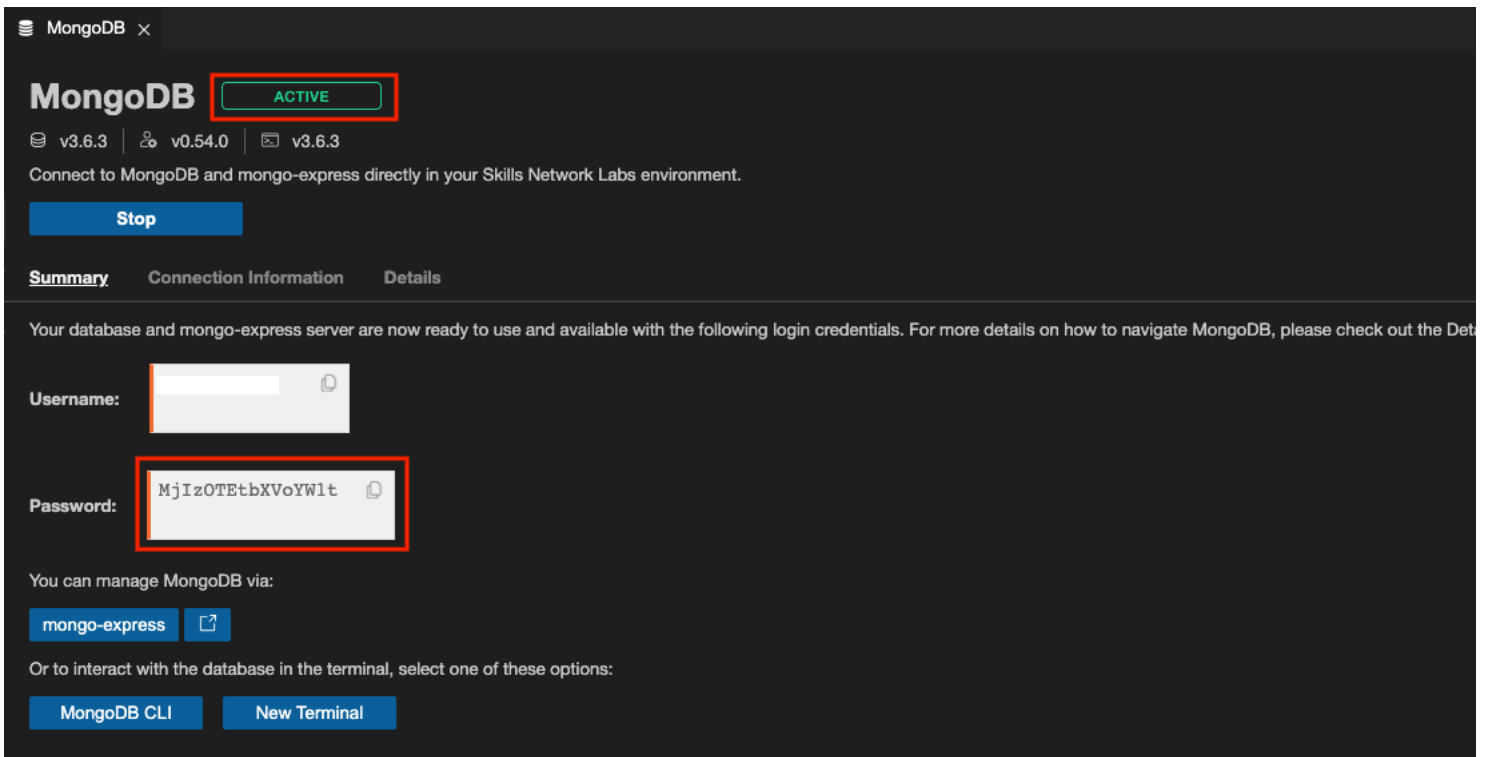 MongoDB
MongoDB ACTIVE
v3.6.3 v0.54.0 v3.6.3
Connect to MongoDB and mongo-express directly in your Skills Network Labs environment.
Stop
Summary Connection Information Details
Your database and mongo-express server are now ready to use and available with the following login credentials. For more details on how to navigate MongoDB, please check out the Deta
Username:
Password: MjIzOTEtbXVoYW1t
You can manage MongoDB via:
mongo-express
Or to interact with the database in the terminal, select one of these options:
MongoDB CLI New Terminal